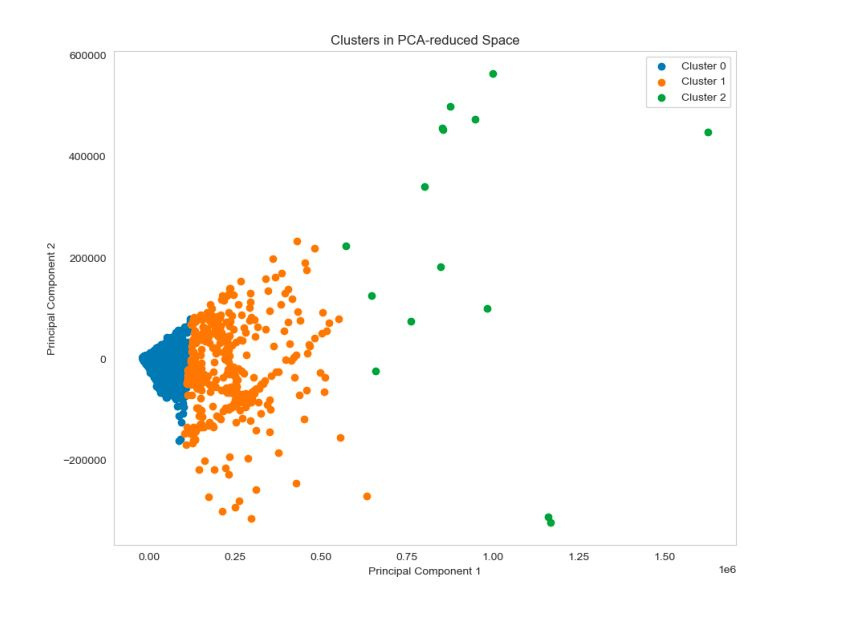 Clusters in PCA-reduced Space
600000
400000
200000
0
−200000
Principal Component 2
Cluster 0
Cluster 1
Cluster 2
0.00 0.25 0.50 0.75 1.00 1.25 1.50
1e6
Principal Component 1